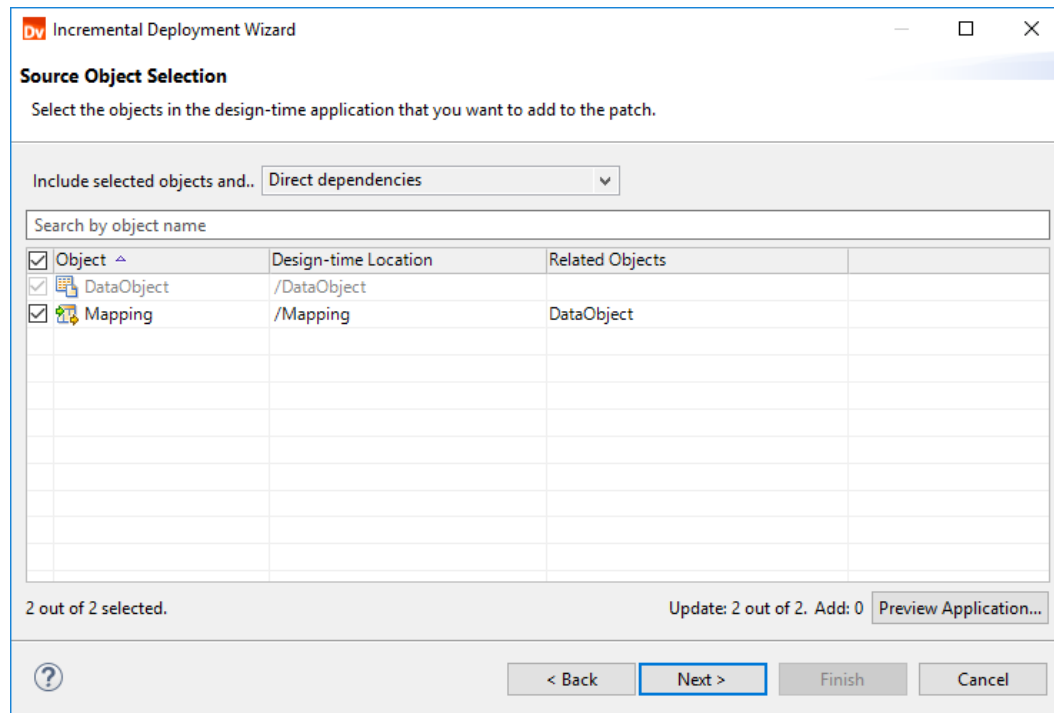 Dv Incremental Deployment Wizard
Source Object Selection
Select the objects in the design-time application that you want to add to the patch.
Include selected objects and.. Direct dependencies
Search by object name
Object Design-time Location Related Objects
DataObject /DataObject
Mapping /Mapping DataObject
2 out of 2 selected. Update: 2 out of 2. Add: 0 Preview Application...
? < Back Next > Finish Cancel